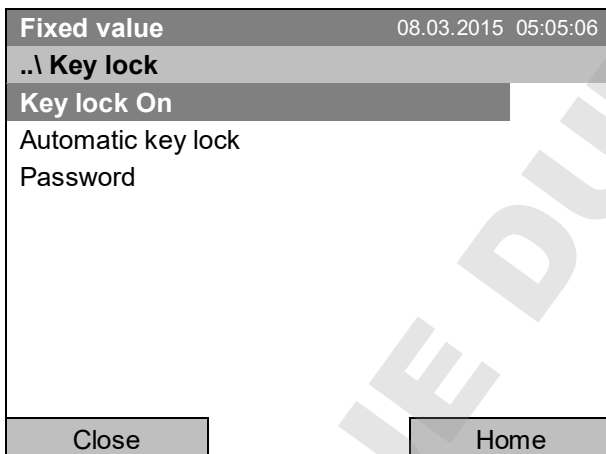 Fixed value 08.03.2015 05:05:06
..\ Key lock
Key lock On
Automatic key lock
Password
Close Home